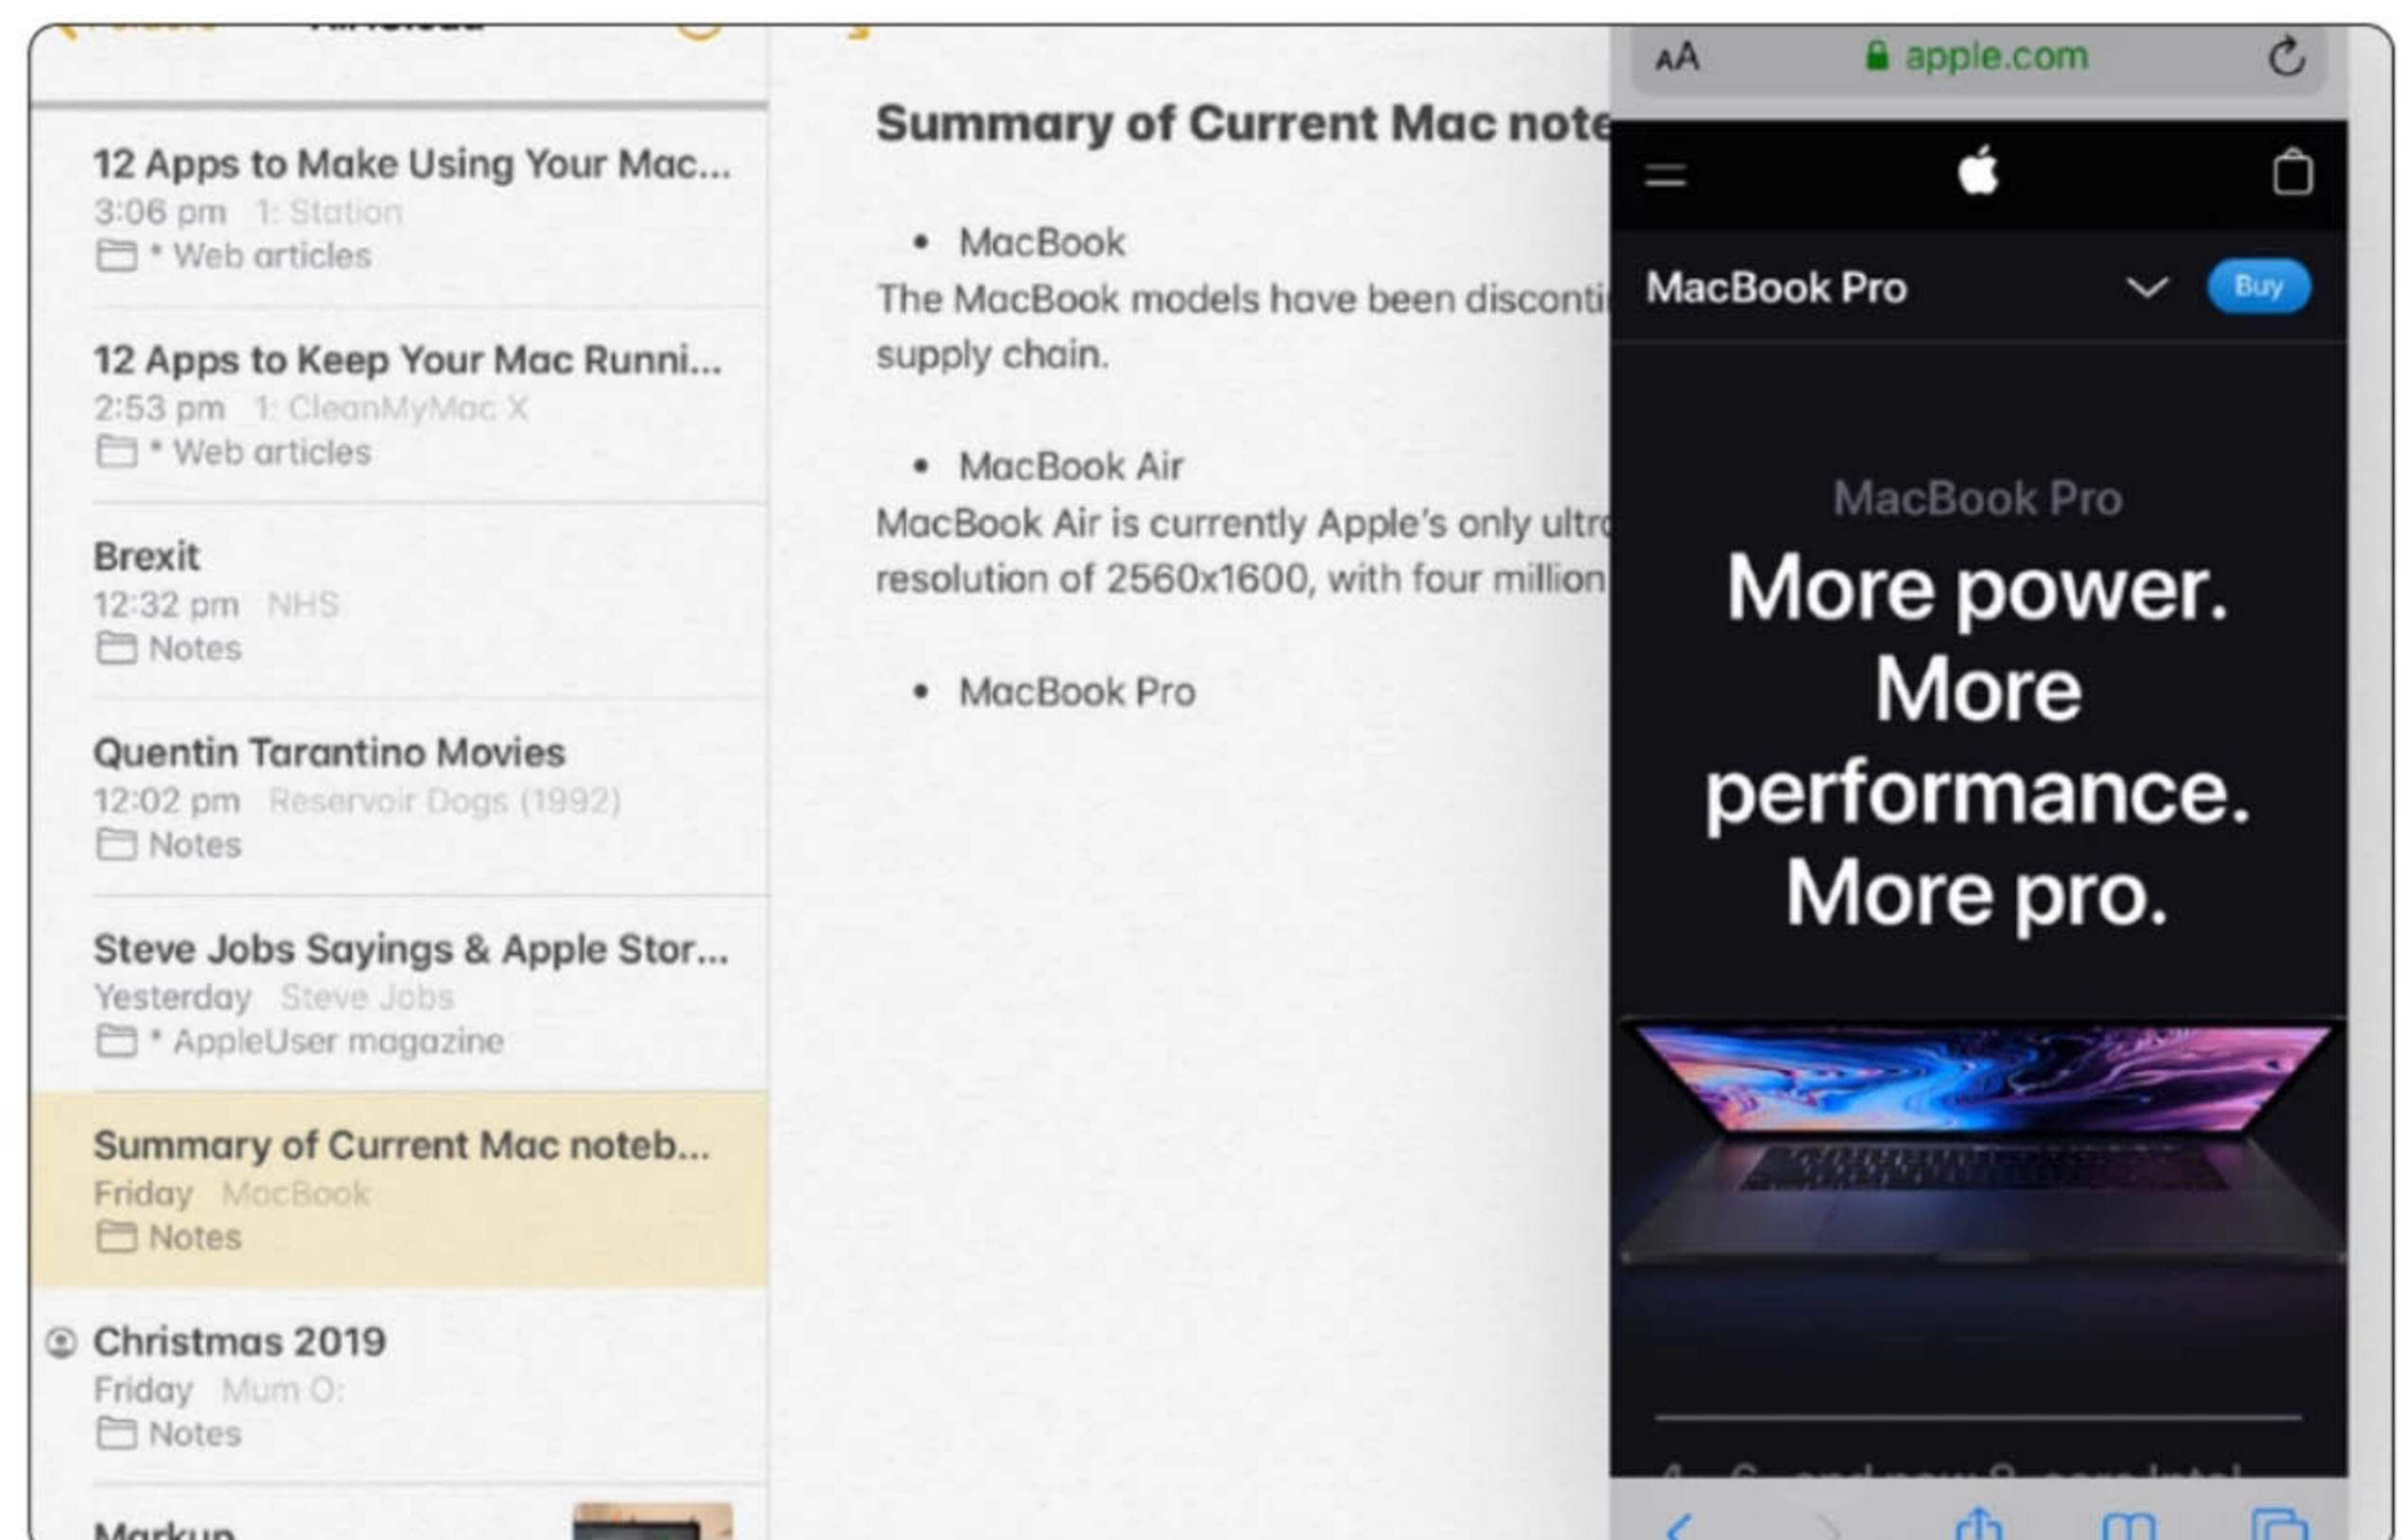 12 Apps to Make Using Your Mac...
3:06 pm 1: Station
* Web articles
12 Apps to Keep Your Mac Runni...
2:53 pm 1: CleanMyMac X
* Web articles
Brexit
12:32 pm NHS
Notes
Quentin Tarantino Movies
12:02 pm Reservoir Dogs (1992)
Notes
Steve Jobs Sayings & Apple Stor...
Yesterday Steve Jobs
* AppleUser magazine
Summary of Current Mac noteb...
Friday MacBook
Notes
Christmas 2019
Friday Mum O:
Notes
Markup
Summary of Current Mac note
• MacBook
The MacBook models have been disconti
supply chain.
• MacBook Air
MacBook Air is currently Apple's only ultra
resolution of 2560x1600, with four million
• MacBook Pro
AA apple.com
MacBook Pro Buy
MacBook Pro
More power.
More
performance.
More pro.